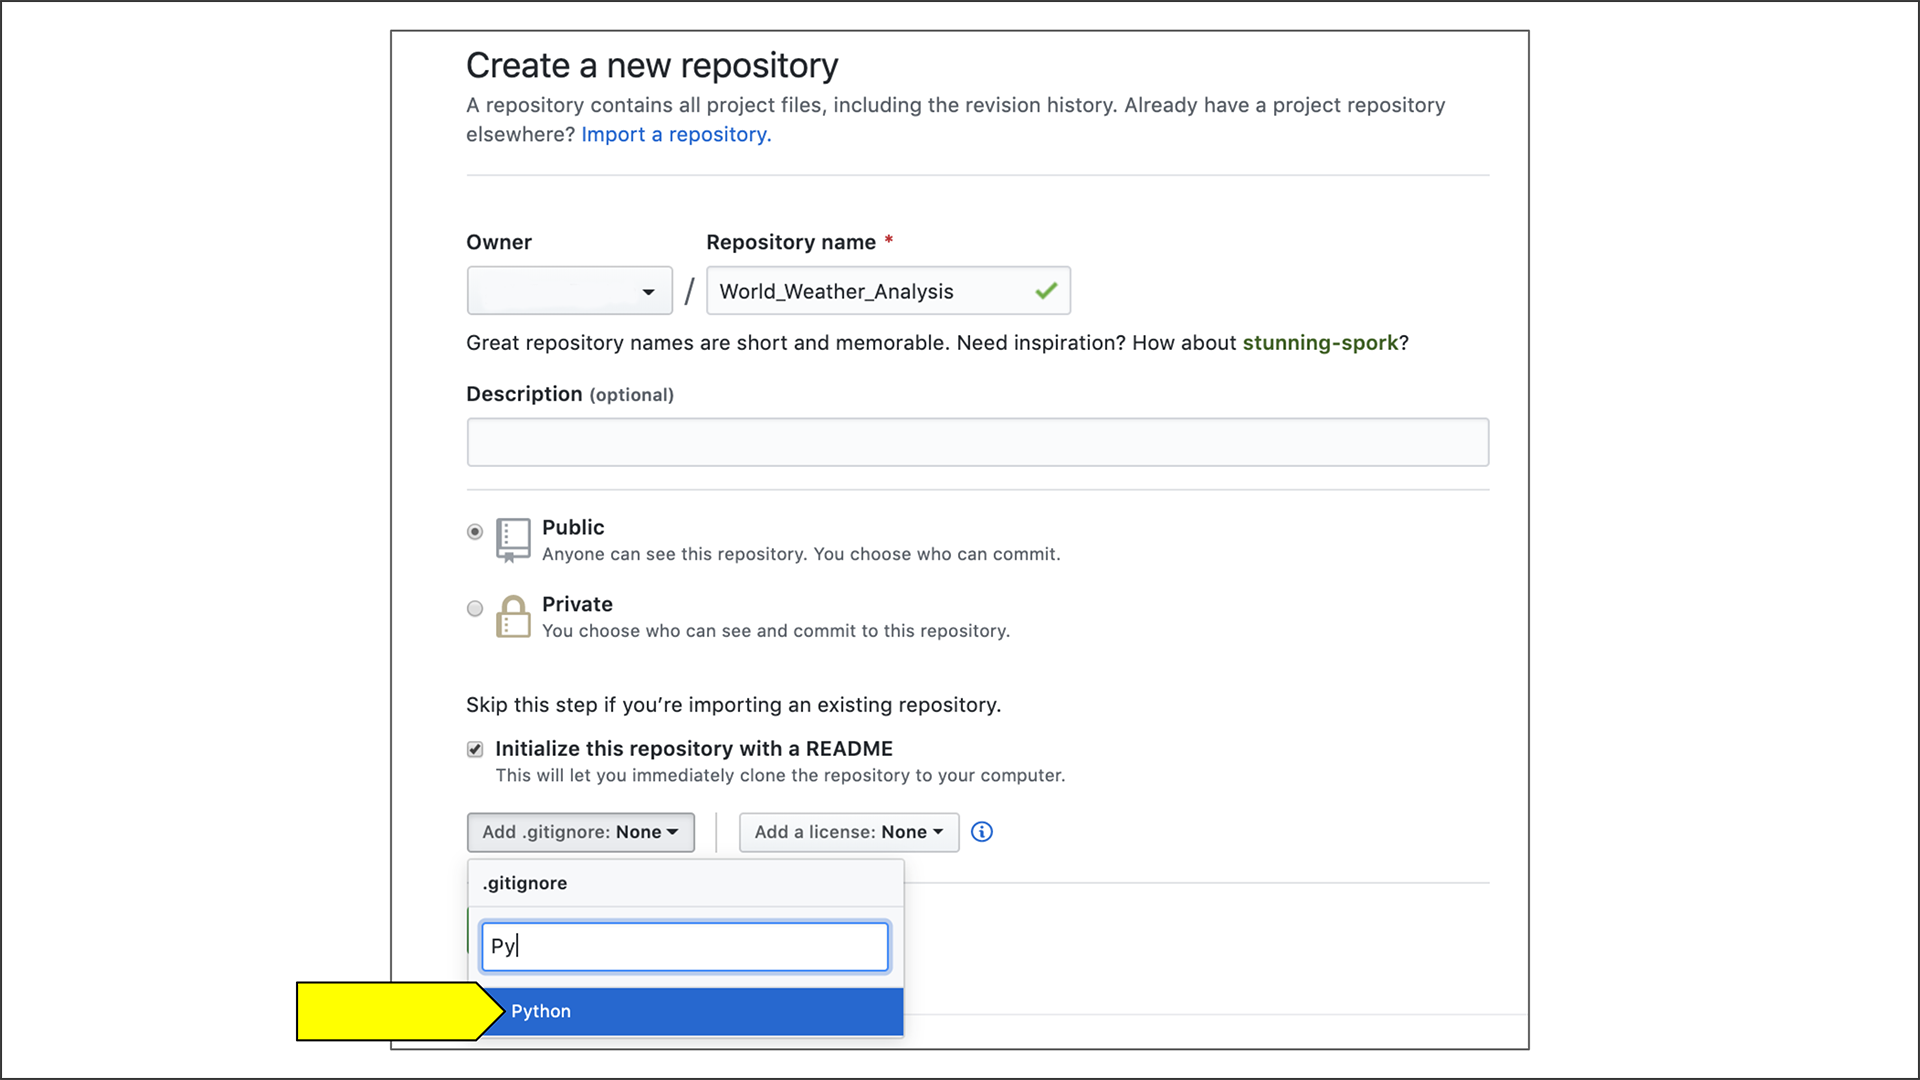 Create a new repository
A repository contains all project files, including the revision history. Already have a project repository
elsewhere? Import a repository.
Owner
Repository name *
/
World_Weather_Analysis
Great repository names are short and memorable. Need inspiration? How about stunning-spork?
Description (optional)
Public
Anyone can see this repository. You choose who can commit.
Private
You choose who can see and commit to this repository.
Skip this step if you’re importing an existing repository.
Initialize this repository with a README
This will let you immediately clone the repository to your computer.
Add .gitignore: None
Add a license: None
.gitignore
Py
Python